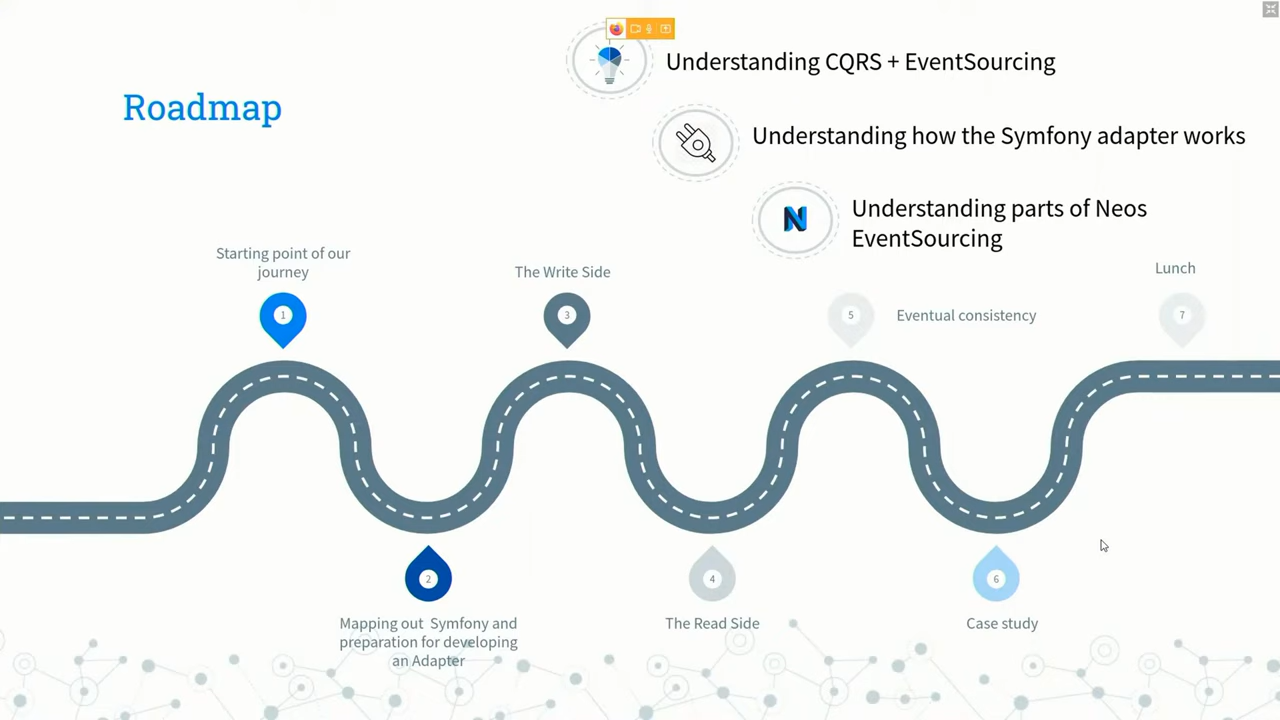 Understanding CQRS + EventSourcing
Roadmap
Understanding how the Symfony adapter works
N
Understanding parts of Neos
EventSourcing
Starting point of our
journey
The Write Side
Lunch
1
3
5
Eventual consistency
7
2
4
6
Mapping out Symfony and
preparation for developing
an Adapter
The Read Side
Case study